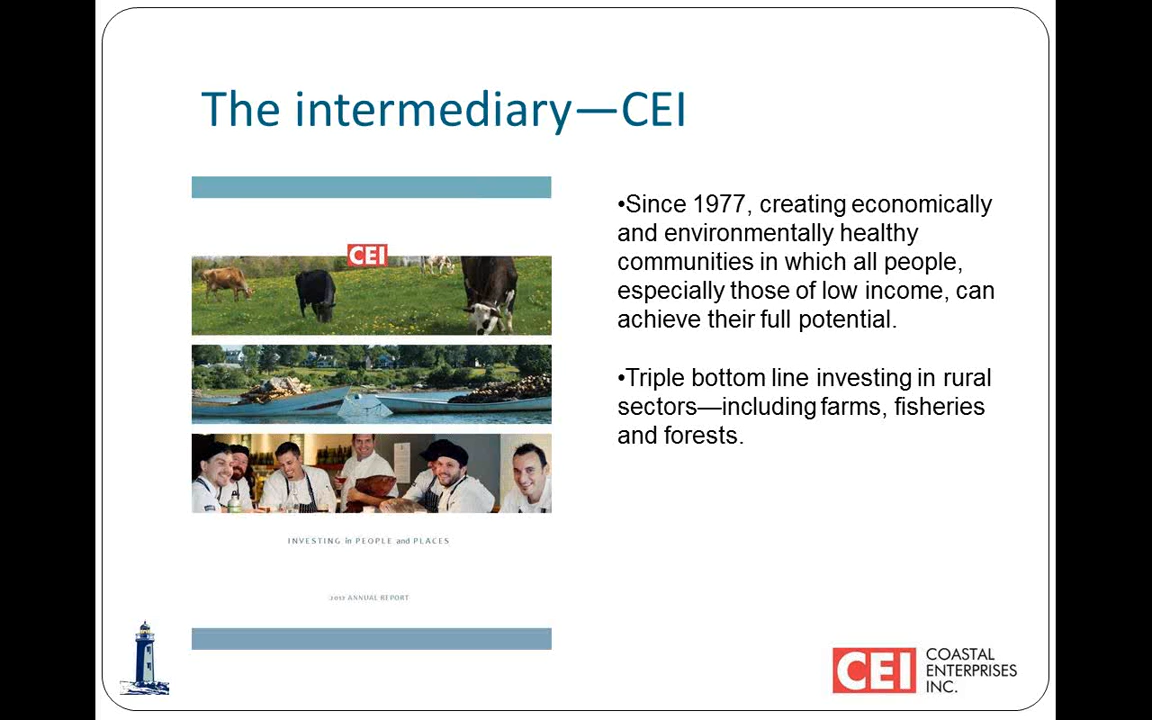 The intermediary—CEI
CEI
INVESTING in PEOPLE and PLACES
2012 ANNUAL REPORT
•Since 1977, creating economically
and environmentally healthy
communities in which all people,
especially those of low income, can
achieve their full potential.
•Triple bottom line investing in rural
sectors—including farms, fisheries
and forests.
CEI
COASTAL
ENTERPRISES
INC.